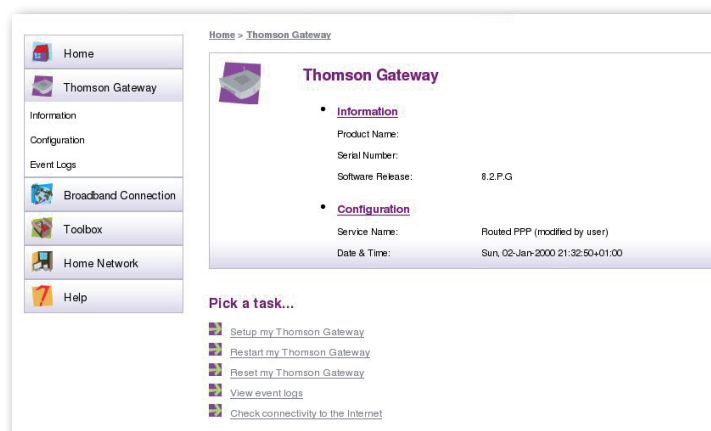 Home > Thomson Gateway
Home
Thomson Gateway
Information
Configuration
Event Logs
Broadband Connection
Toolbox
Home Network
Help
Thomson Gateway
Information
Product Name:
Serial Number:
Software Release: 8.2.P.G
Configuration
Service Name: Routed PPP (modified by user)
Date & Time: Sun, 02-Jan-2000 21:32:50+01:00
Pick a task...
Setup my Thomson Gateway
Restart my Thomson Gateway
Reset my Thomson Gateway
View event logs
Check connectivity to the Internet